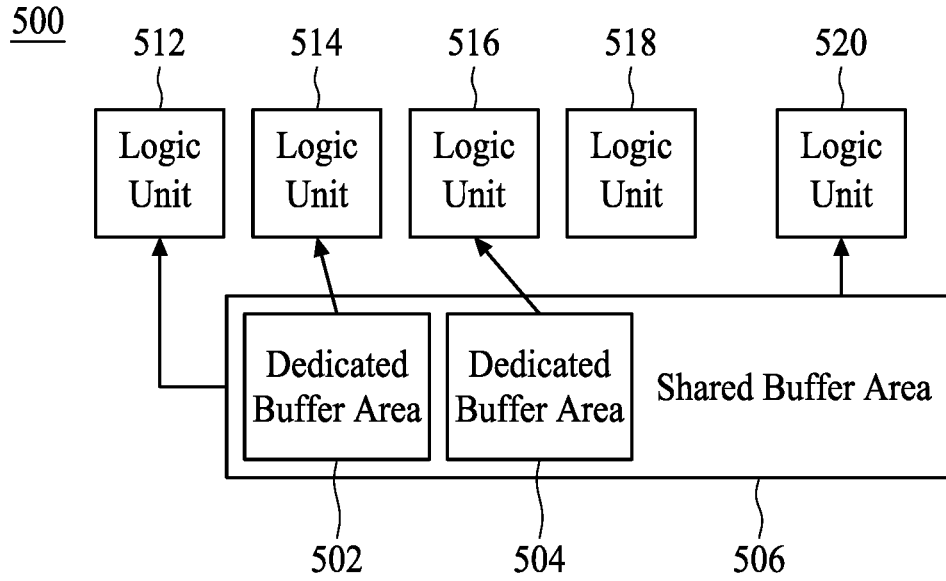 500
512 514 516 518 520
Logic Logic Logic Logic Logic
Unit Unit Unit Unit Unit
Dedicated Dedicated Shared Buffer Area
Buffer Area Buffer Area
502 504 506